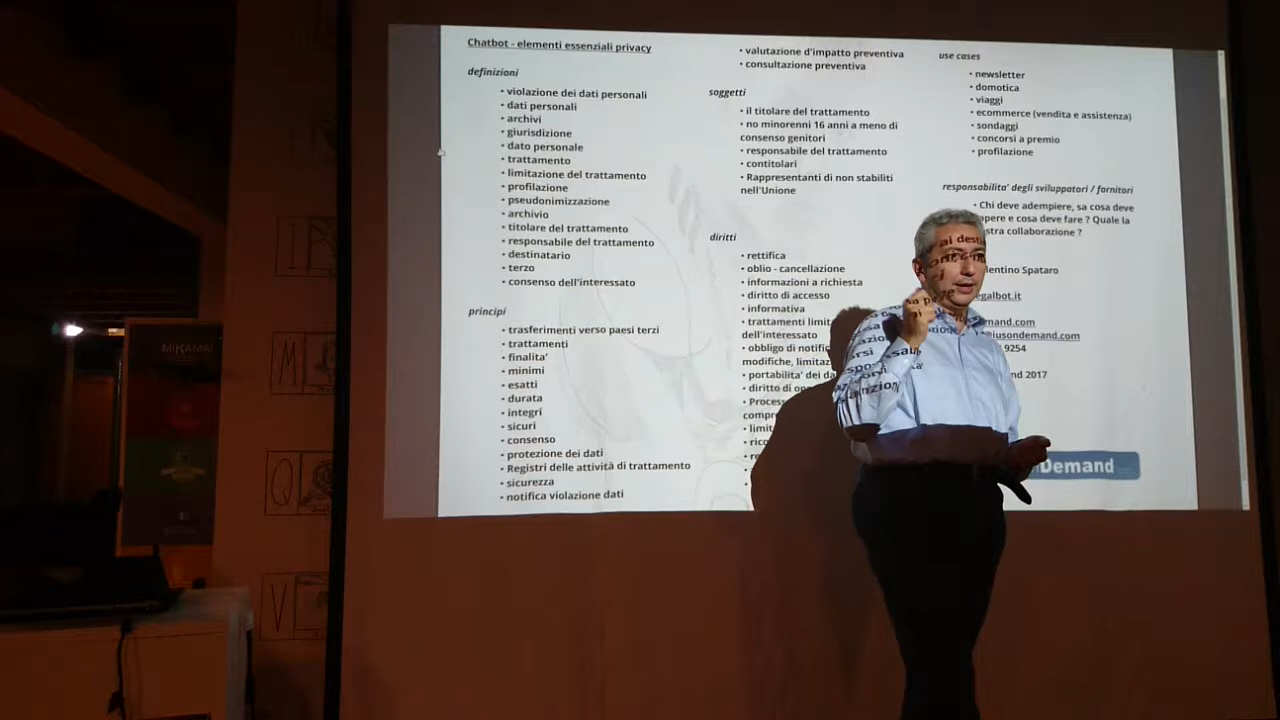 Chatbot - elementi essenziali privacy
definizioni
• violazione dei dati personali
• dati personali
• archivi
• giurisdizione
• dato personale
• trattamento
• limitazione del trattamento
• profilazione
• pseudonimizzazione
• archivio
• titolare del trattamento
• responsabile del trattamento
• destinatario
• terzo
• consenso dell'interessato
principi
• trasferimenti verso paesi terzi
• trattamenti
• finalita'
• minimi
• esatti
• durata
• integri
• sicuri
• consenso
• protezione dei dati
• Registri delle attività di trattamento
• sicurezza
• notifica violazione dati
• valutazione d'impatto preventiva
• consultazione preventiva
soggetti
• il titolare del trattamento
• no minorenni 16 anni a meno di
consenso genitori
• responsabile del trattamento
• contitolari
• Rappresentanti di non stabiliti
nell'Unione
diritti
• rettifica
• oblio - cancellazione
• informazioni a richiesta
• diritto di accesso
• informativa
• trattamenti limit
dell'interessato
• obbligo di notific
modifiche, limitaz
• portabilita' dei da
• diritto di op
• Process
compr
• limit
• rico
• re
use cases
• newsletter
• domotica
• viaggi
• ecommerce (vendita e assistenza)
• sondaggi
• concorsi a premio
• profilazione
responsabilita' degli sviluppatori / fornitori
• Chi deve adempiere, sa cosa deve
apere e cosa deve fare ? Quale la
stra collaborazione ?
lentino Spataro
egalbot.it
emand.com
@iusondemand.com
9254
nd 2017
Demand
MIKAMAI
M
Q
V